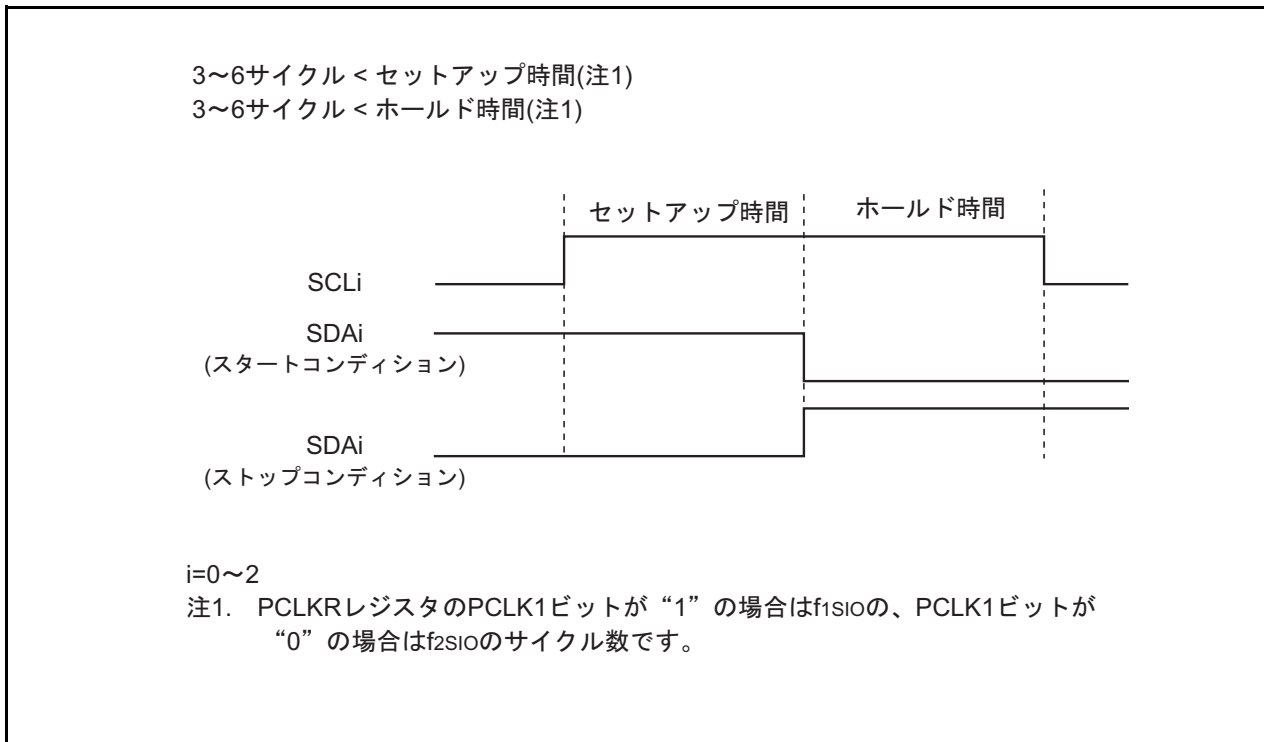 3～6サイクル < セットアップ時間(注1)
3～6サイクル < ホールド時間(注1)
セットアップ時間
ホールド時間
SCLi
SDAi
(スタートコンディション)
SDAi
(ストップコンディション)
i=0～2
注1. PCLKRレジスタのPCLK1ビットが“1”の場合はf1SIOの、PCLK1ビットが
“0”の場合はf2SIOのサイクル数です。